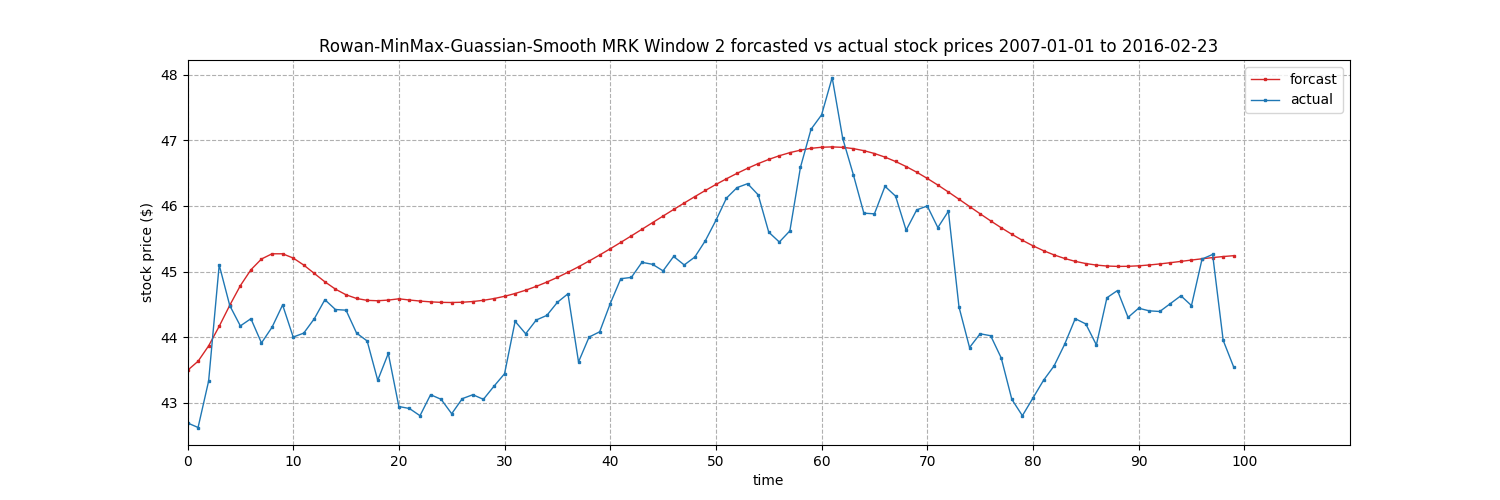 Rowan-MinMax-Guassian-Smooth MRK Window 2 forcasted vs actual stock prices 2007-01-01 to 2016-02-23
forcast
actual
48
47
46
45
44
43
stock price ($)
0 10 20 30 40 50 60 70 80 90 100
time